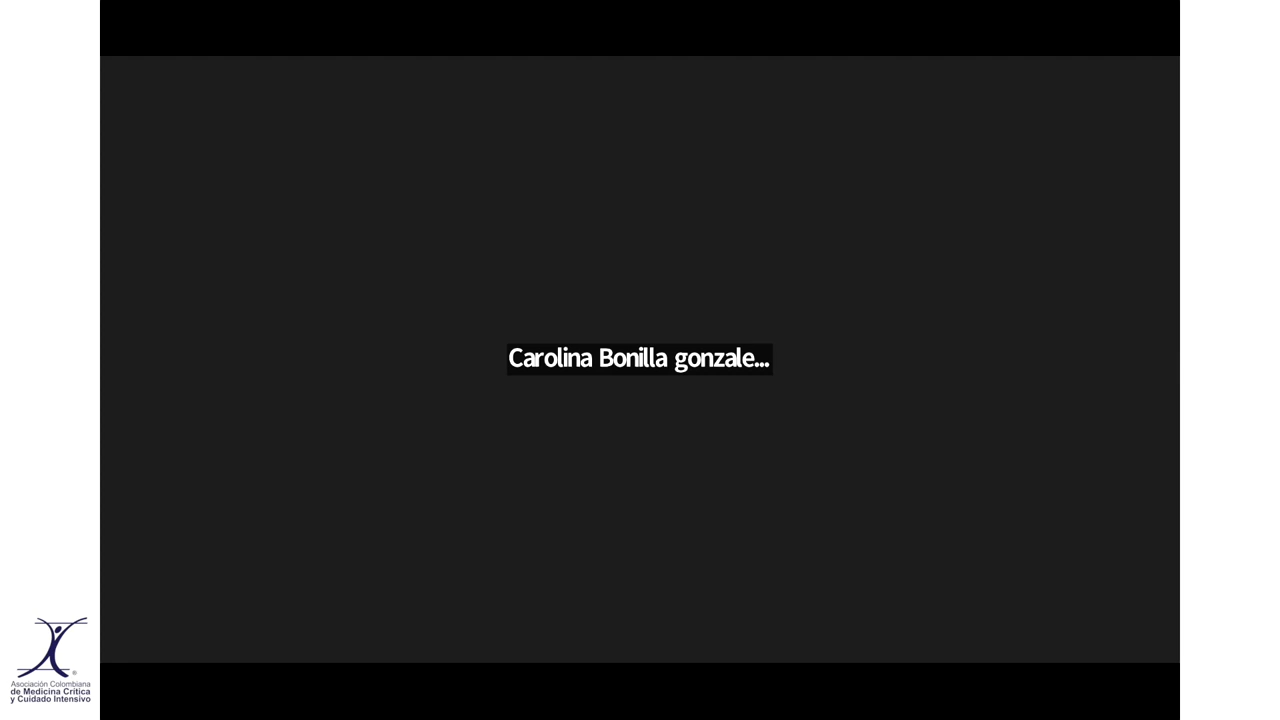 Carolina Bonilla gonzale...
Asociación Colombiana
de Medicina Crítica
y Cuidado Intensivo